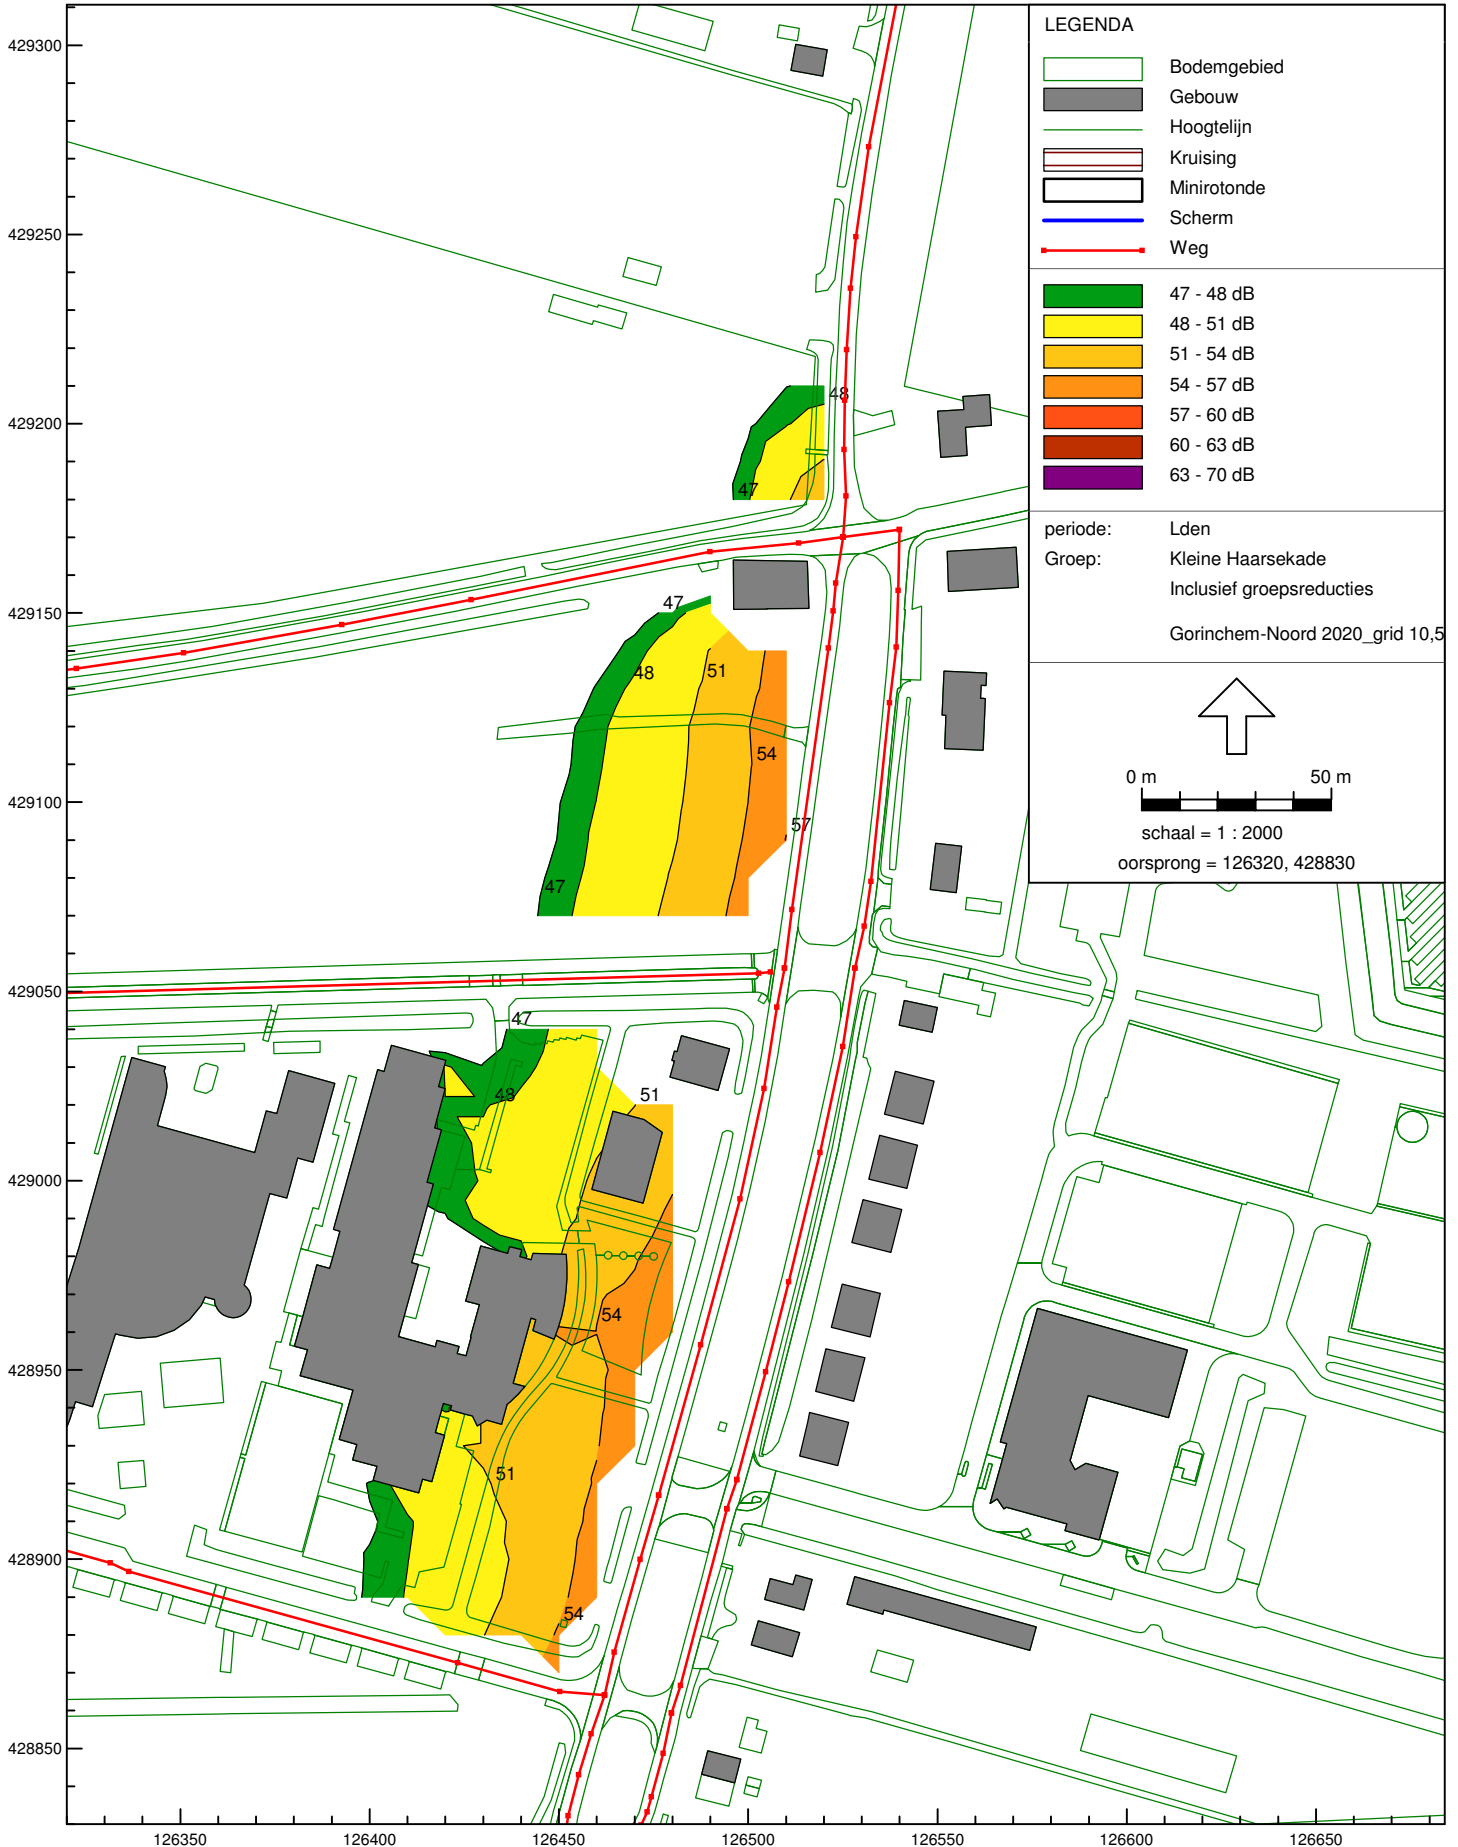 LEGENDA
Bodemgebied
Gebouw
Hoogtelijn
Kruising
Minirotonde
Scherm
Weg
47 - 48 dB
48 - 51 dB
51 - 54 dB
54 - 57 dB
57 - 60 dB
60 - 63 dB
63 - 70 dB
periode: Lden
Groep: Kleine Haarsekade
Inclusief groepsreducties
Gorinchem-Noord 2020_grid 10,5
0 m 50 m
schaal = 1 : 2000
oorsprong = 126320, 428830
429300
429250
429200
429150
429100
429050
429000
428950
428900
428850
48
47
47
48
51
54
57
47
47
48
51
54
51
54
126350 126400 126450 126500 126550 126600 126650